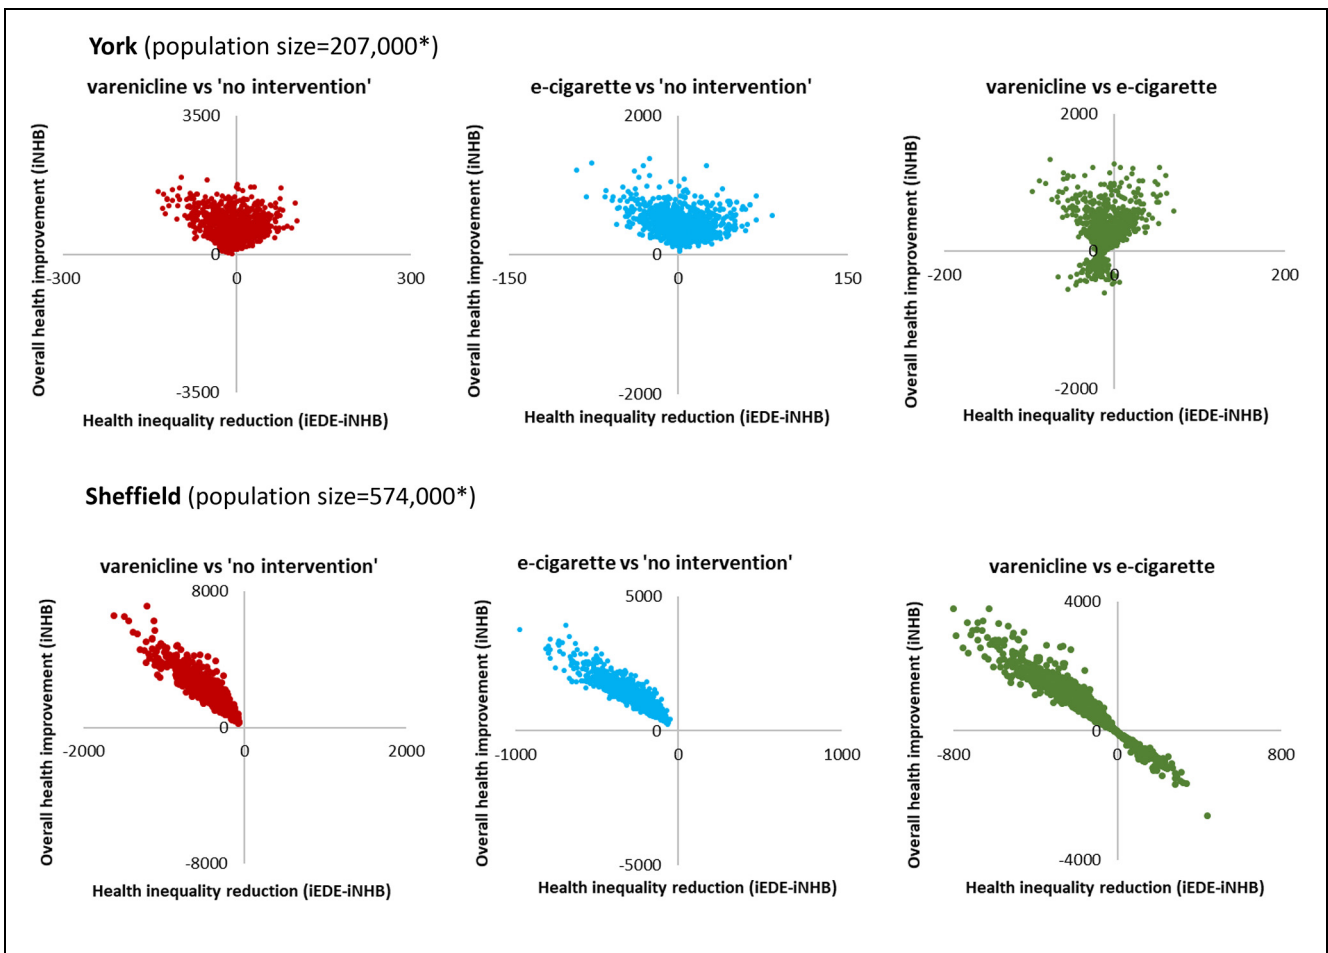 York (population size=207,000*)
varenicline vs 'no intervention'
3500
0
-300
0
300
-3500
Overall health improvement (iNHB)
Health inequality reduction (iEDE-iNHB)
e-cigarette vs 'no intervention'
2000
0
-150
0
150
-2000
Overall health improvement (iNHB)
Health inequality reduction (iEDE-iNHB)
varenicline vs e-cigarette
2000
0
-200
0
200
-2000
Overall health improvement (iNHB)
Health inequality reduction (iEDE-iNHB)
Sheffield (population size=574,000*)
varenicline vs 'no intervention'
8000
0
-2000
0
2000
-8000
Overall health improvement (iNHB)
Health inequality reduction (iEDE-iNHB)
e-cigarette vs 'no intervention'
5000
0
-1000
0
1000
-5000
Overall health improvement (iNHB)
Health inequality reduction (iEDE-iNHB)
varenicline vs e-cigarette
4000
0
-800
0
800
-4000
Overall health improvement (iNHB)
Health inequality reduction (iEDE-iNHB)